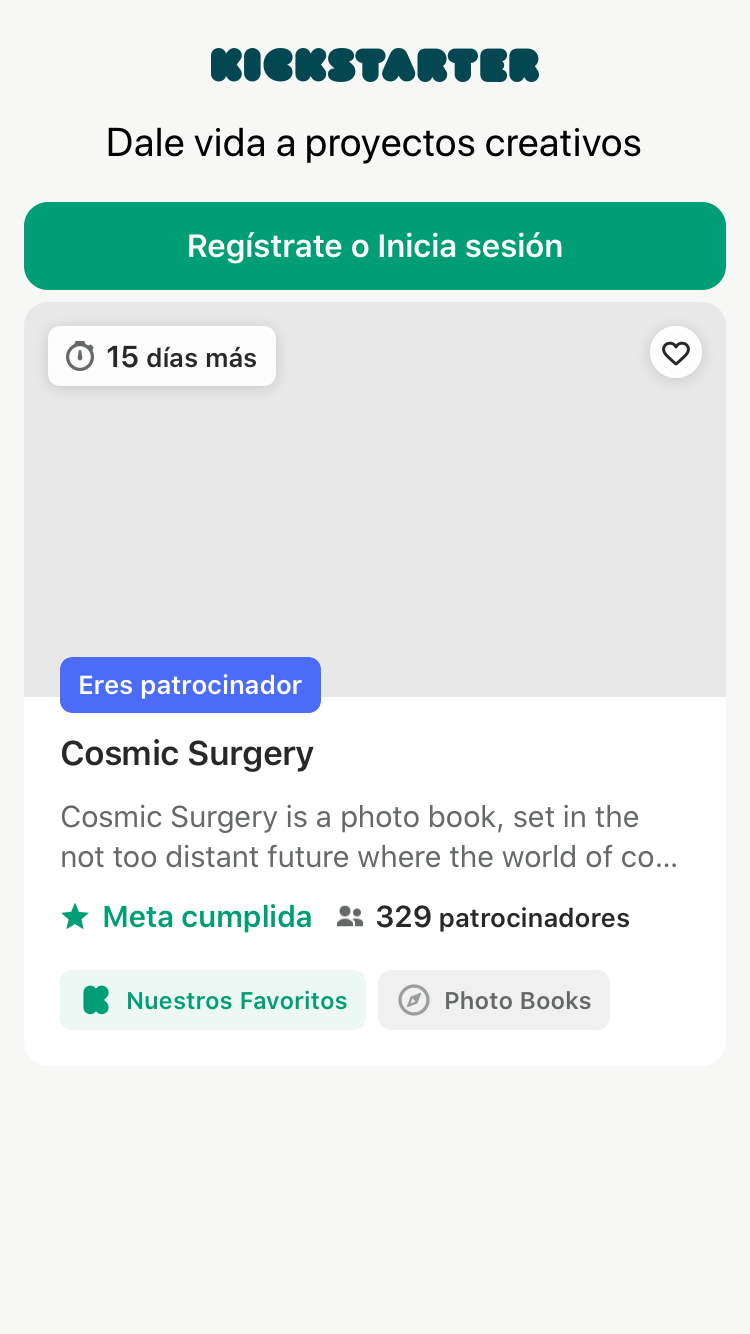 KICKSTARTER
Dale vida a proyectos creativos
Regístrate o Inicia sesión
15 días más
Eres patrocinador
Cosmic Surgery
Cosmic Surgery is a photo book, set in the
not too distant future where the world of co...
Meta cumplida 329 patrocinadores
Nuestros Favoritos Photo Books